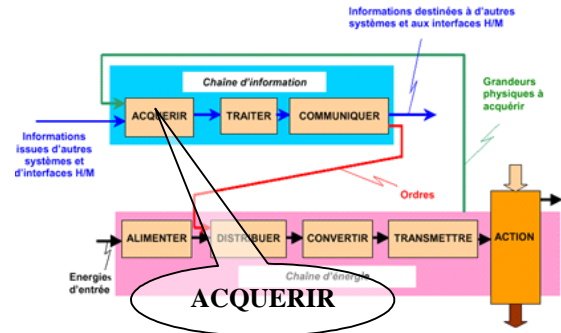 Informations destinées à d'autres
systèmes et aux interfaces H/M
Chaîne d'information
Grandeurs
physiques à
acquérir
ACQUERIR
TRAITER
COMMUNIQUER
Informations
issues d'autres
systèmes et
d'interfaces H/M
Ordres
ALIMENTER
DISTRIBUER
CONVERTIR
TRANSMETTRE
ACTION
Energies
d'entrée
Chaîne d'énergie
ACQUERIR